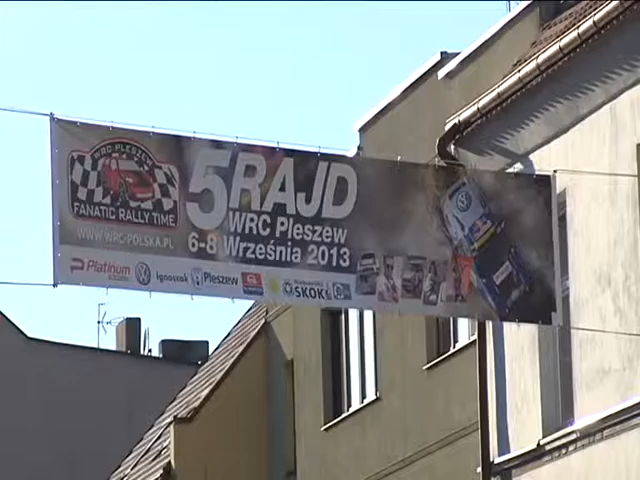 WRC PLESZEW
FANATIC RALLY TIME
WWW.WRC-POLSKA.PL
5 RAJD
WRC Pleszew
6-8 Września 2013
Platinum
Pleszew
SKOK